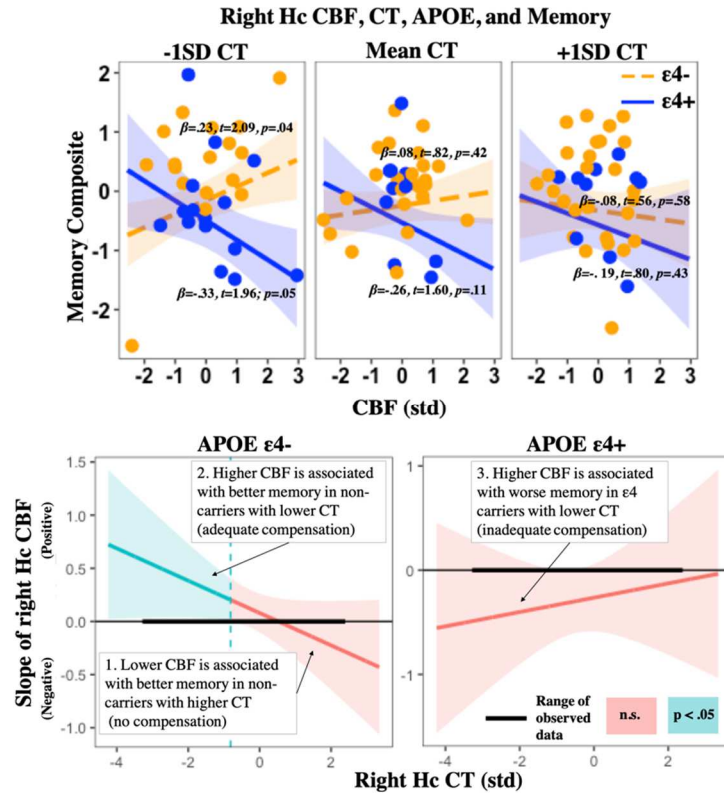 Right Hc CBF, CT, APOE, and Memory
-1SD CT
Mean CT
+1SD CT
ε4-
ε4+
Memory Composite
2
1
0
-1
-2
β=.23, t=2.09, p=.04
β=-.33, t=1.96; p=.05
β=.08, t=.82, p=.42
β=-.26, t=1.60, p=.11
β=-.08, t=.56, p=.58
β=-. 19, t=.80, p=.43
-2 -1 0 1 2 3
-2 -1 0 1 2 3
-2 -1 0 1 2 3
CBF (std)
APOE ε4-
APOE ε4+
Slope of right Hc CBF
(Positive)
(Negative)
1.5
1.0
0.5
0.0
-0.5
-1.0
2. Higher CBF is associated
with better memory in non-
carriers with lower CT
(adequate compensation)
1. Lower CBF is associated
with better memory in non-
carriers with higher CT
(no compensation)
1
0
-1
3. Higher CBF is associated
with worse memory in ε4
carriers with lower CT
(inadequate compensation)
Range of
observed
data
n.s.
p < .05
-4 -2 0 2
-4 -2 0 2
Right Hc CT (std)